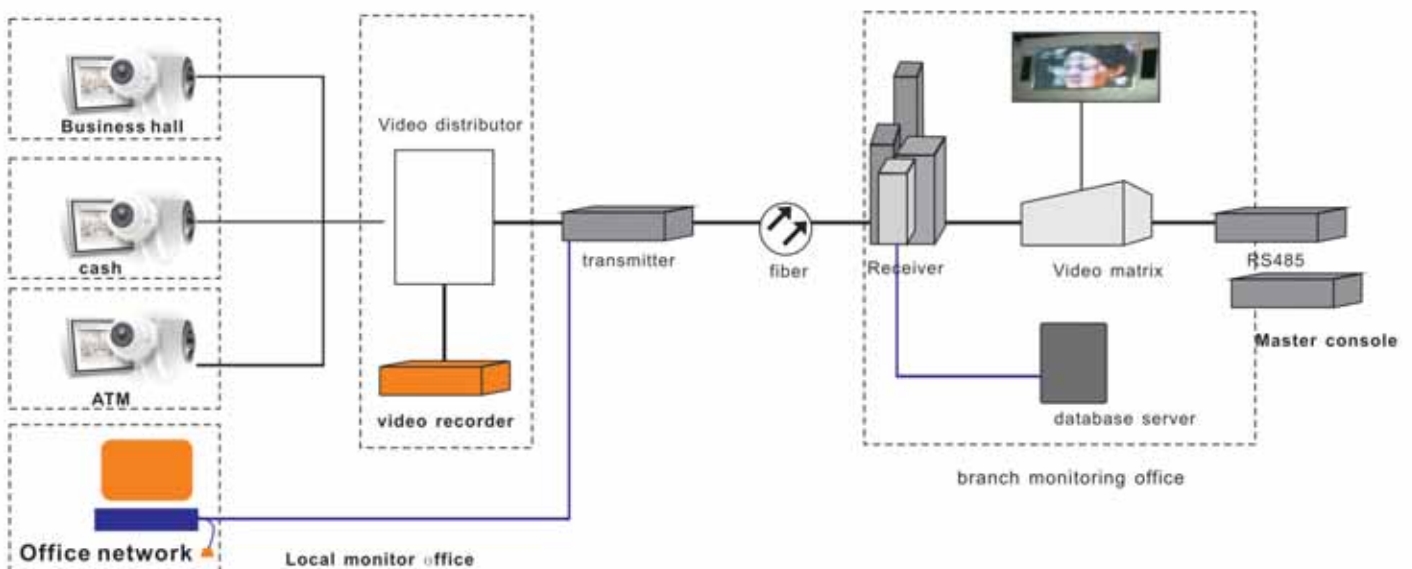 Business hall
cash
ATM
Office network
Video distributor
video recorder
Local monitor office
transmitter
fiber
Receiver
Video matrix
RS485
Master console
database server
branch monitoring office